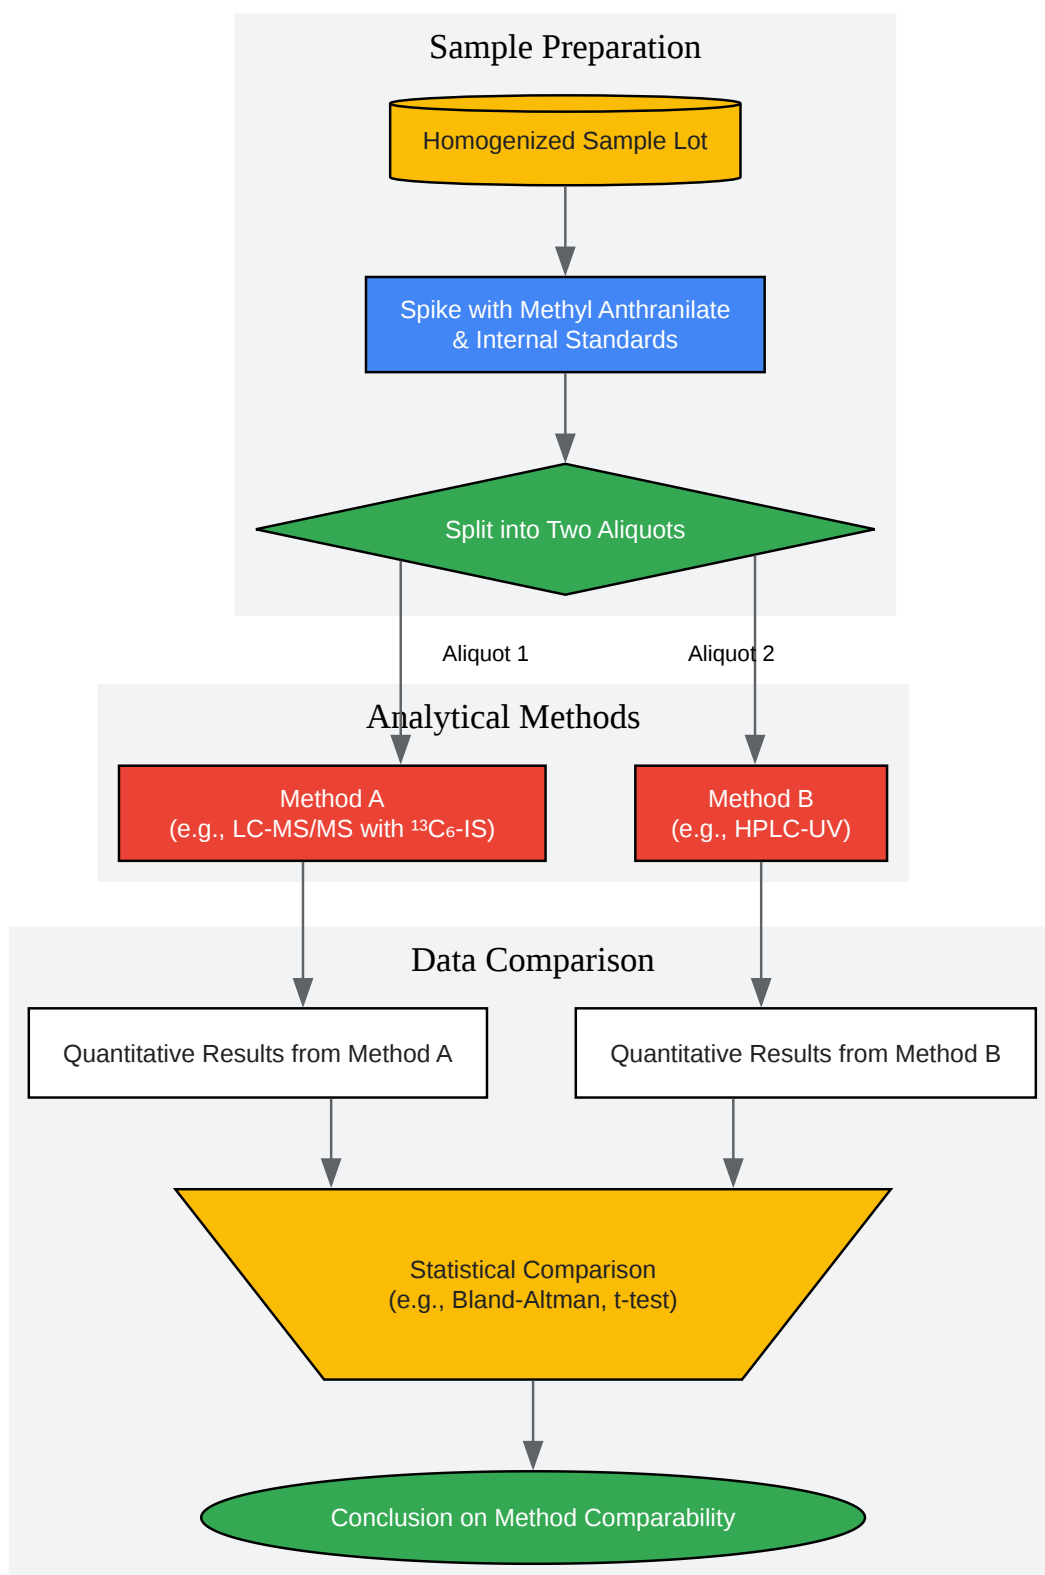 Sample Preparation
Homogenized Sample Lot
Spike with Methyl Anthranilate
& Internal Standards
Split into Two Aliquots
Aliquot 1
Aliquot 2
Analytical Methods
Method A
(e.g., LC-MS/MS with ¹³C₆-IS)
Method B
(e.g., HPLC-UV)
Data Comparison
Quantitative Results from Method A
Quantitative Results from Method B
Statistical Comparison
(e.g., Bland-Altman, t-test)
Conclusion on Method Comparability